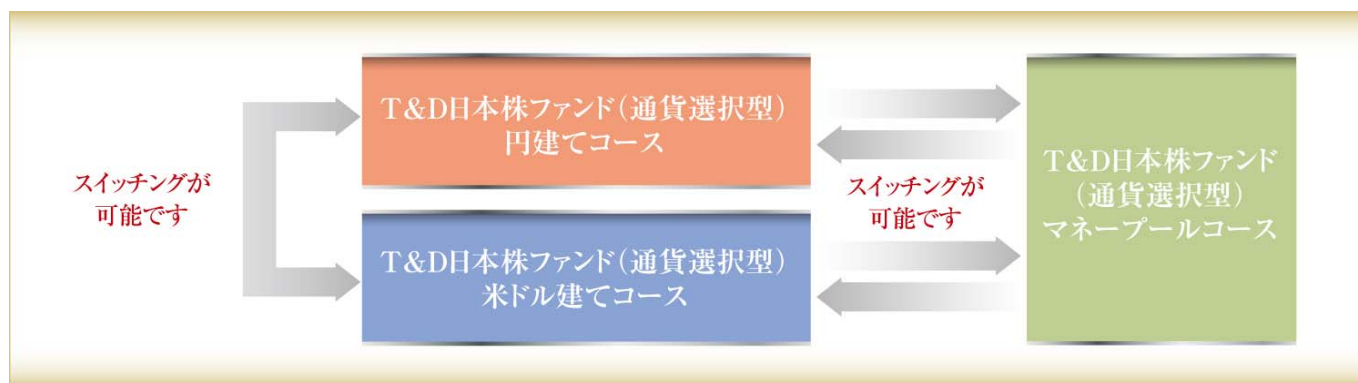 スイッチングが
可能です
T&D日本株ファンド(通貨選択型)
円建てコース
T&D日本株ファンド(通貨選択型)
米ドル建てコース
スイッチングが
可能です
T&D日本株ファンド
(通貨選択型)
マネープールコース